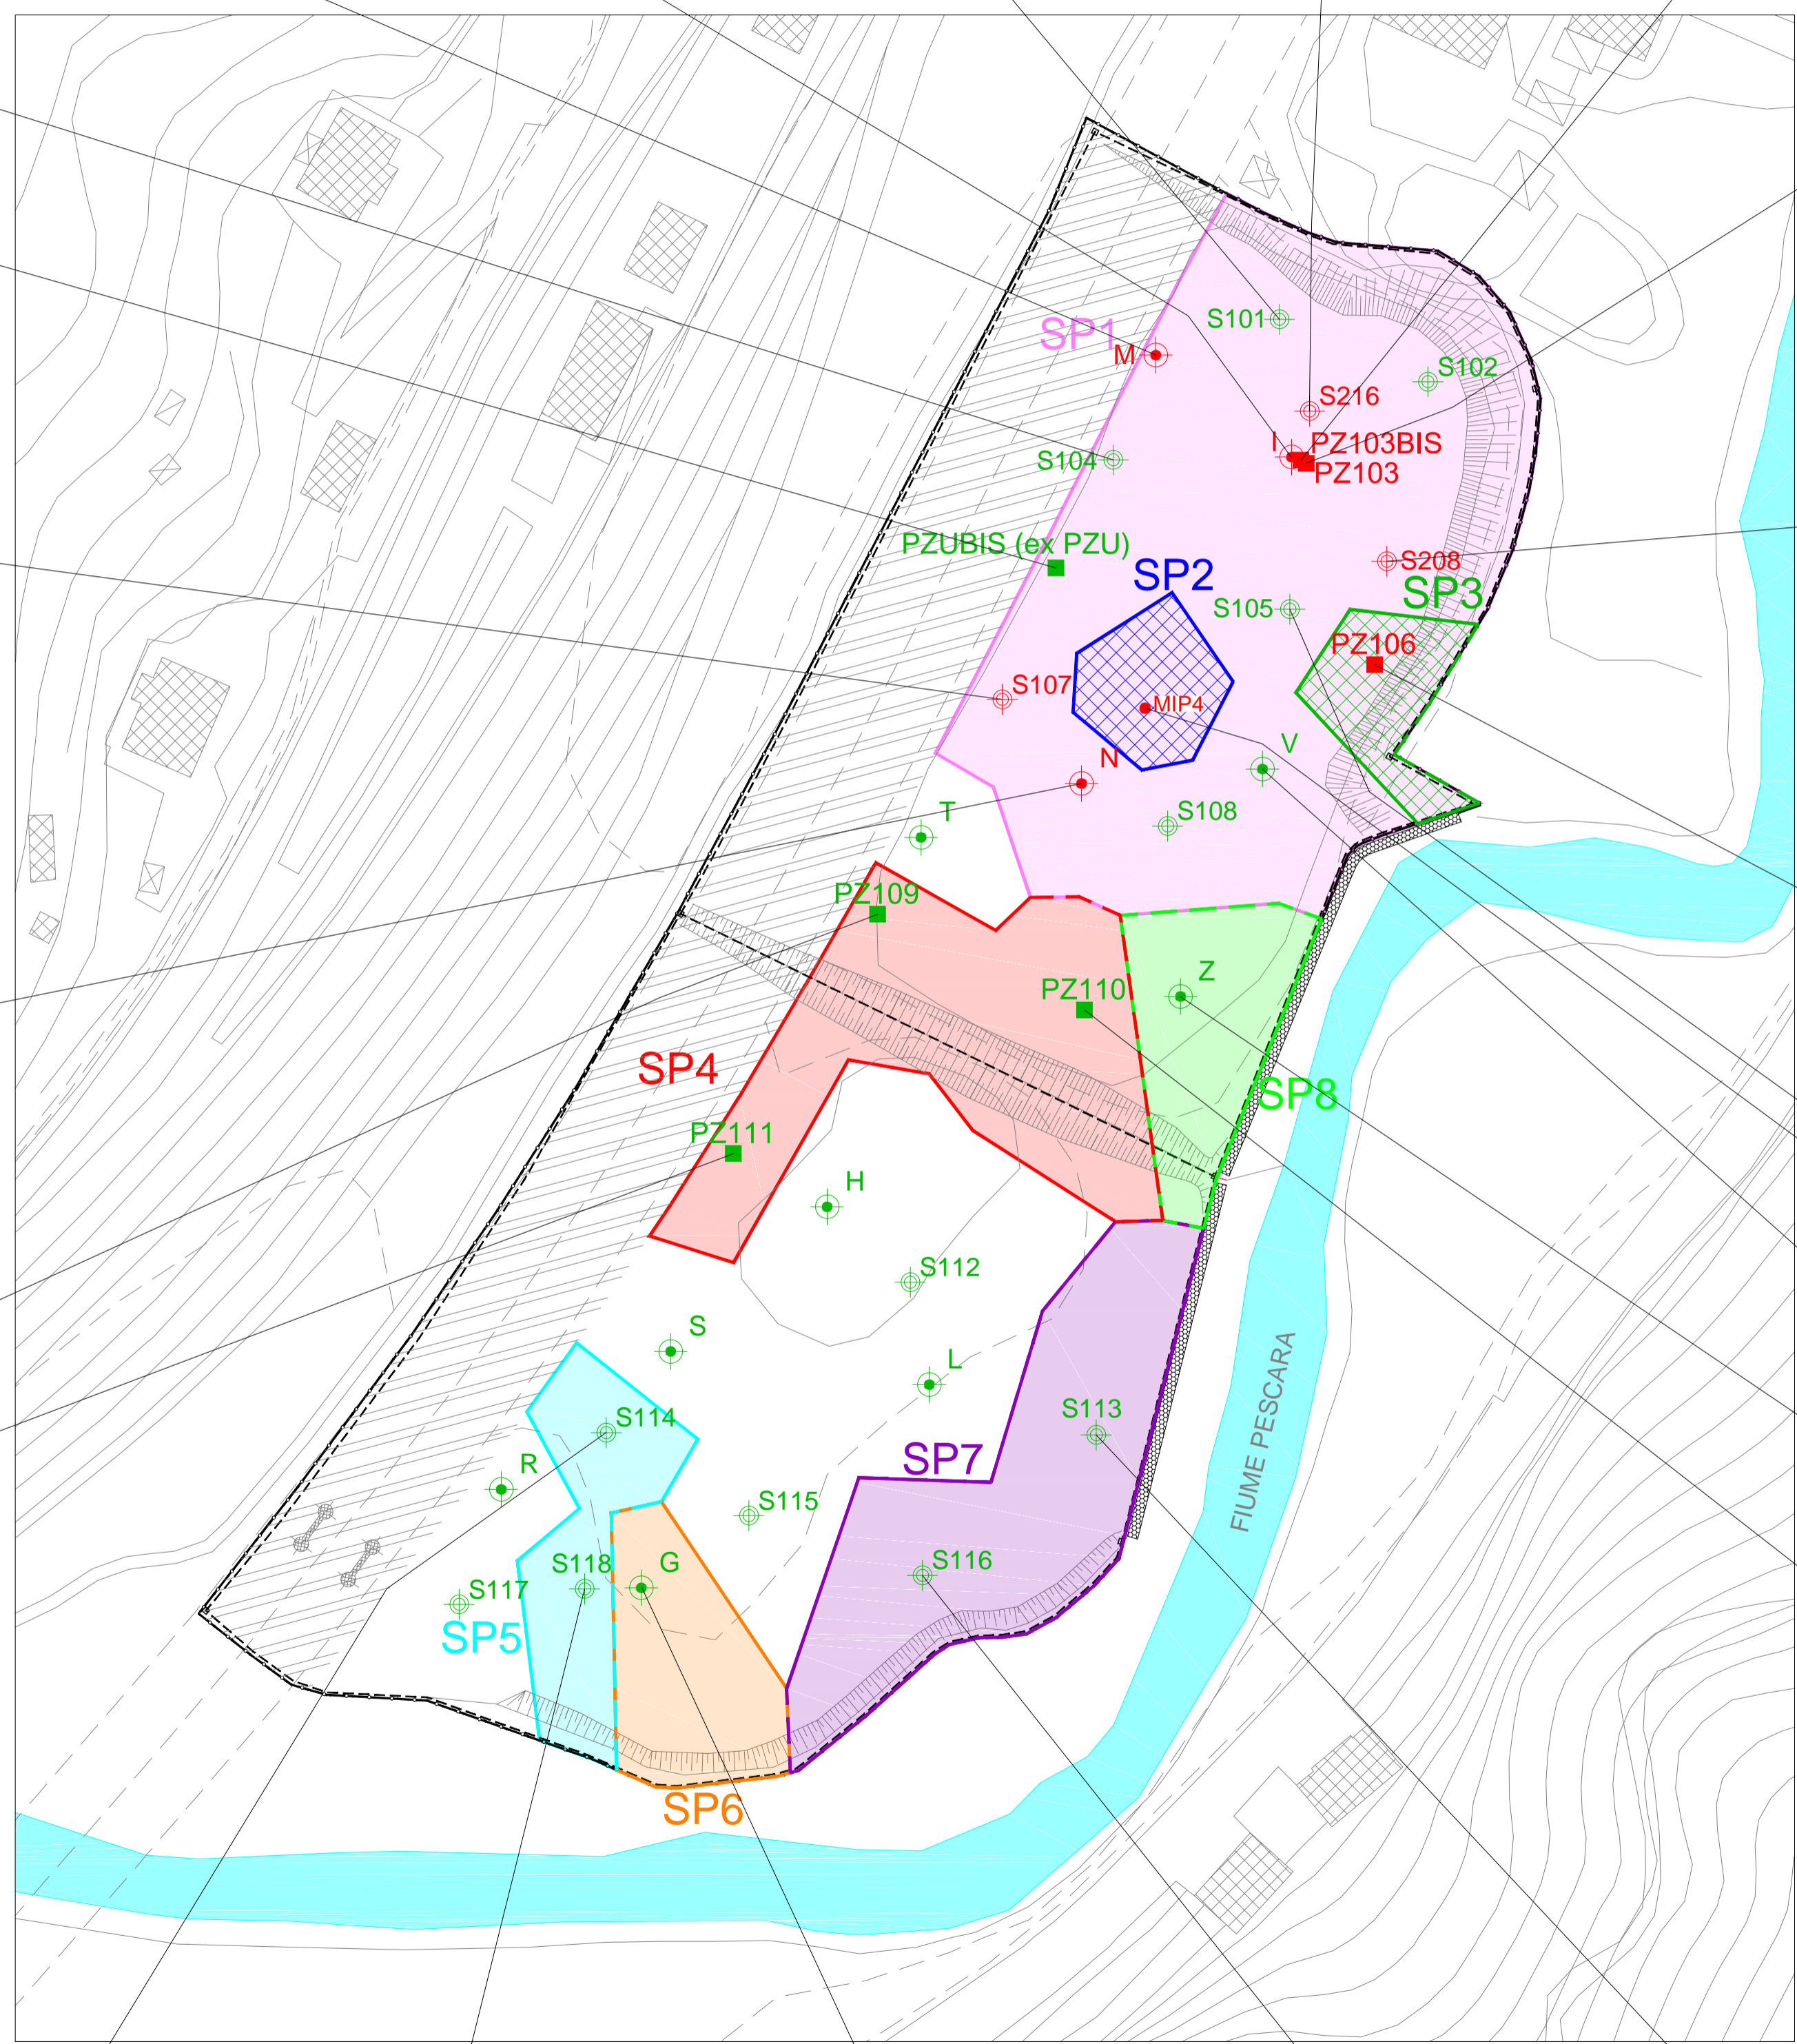 S101
SP1
M
S102
S216
I
PZ103BIS
S104
PZ103
PZUBIS (ex PZU)
S208
SP2
SP3
S105
PZ106
S107
MIP4
V
N
S108
T
PZ109
Z
PZ110
SP4
SP8
PZ111
H
S112
S
L
FIUME PESCARA
S113
S114
SP7
R
S115
S118
G
S116
S117
SP5
SP6